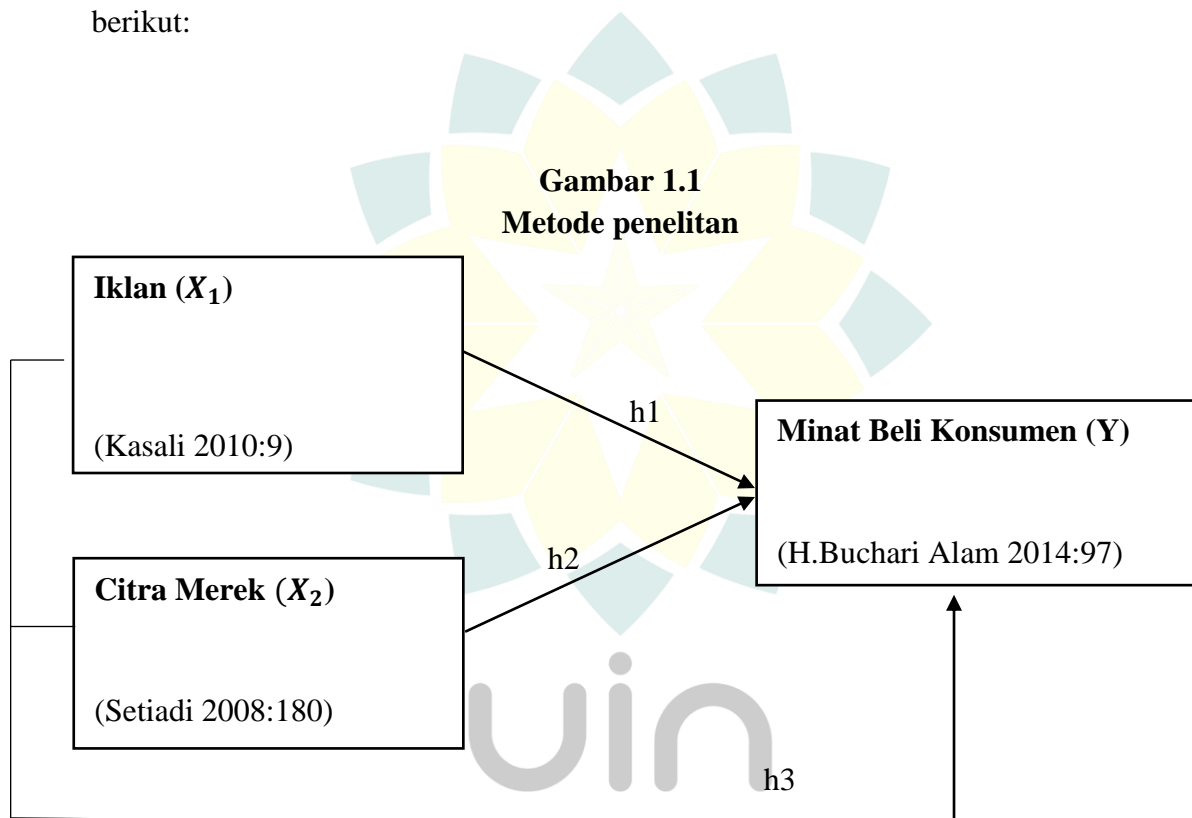 berikut:
Gambar 1.1
Metode penelitan
Iklan (X₁)
(Kasali 2010:9)
h1
Minat Beli Konsumen (Y)
(H.Buchari Alam 2014:97)
h2
Citra Merek (X₂)
(Setiadi 2008:180)
uin
h3